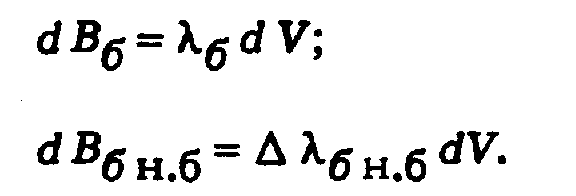 d B_б = λ_б d V;
d B_б н.б = Δ λ_б н.б dV.